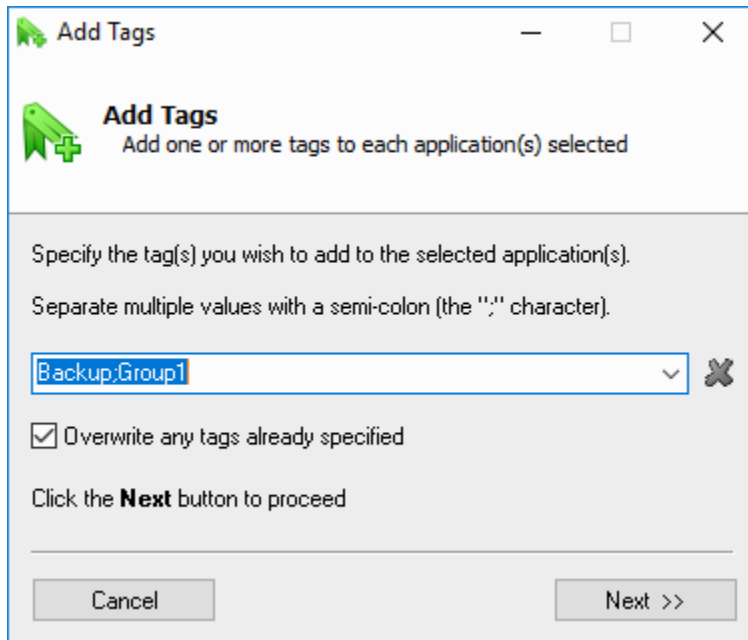 Add Tags
Add Tags
Add one or more tags to each application(s) selected
Specify the tag(s) you wish to add to the selected application(s).
Separate multiple values with a semi-colon (the ";" character).
Backup;Group1
Overwrite any tags already specified
Click the Next button to proceed
Cancel
Next >>